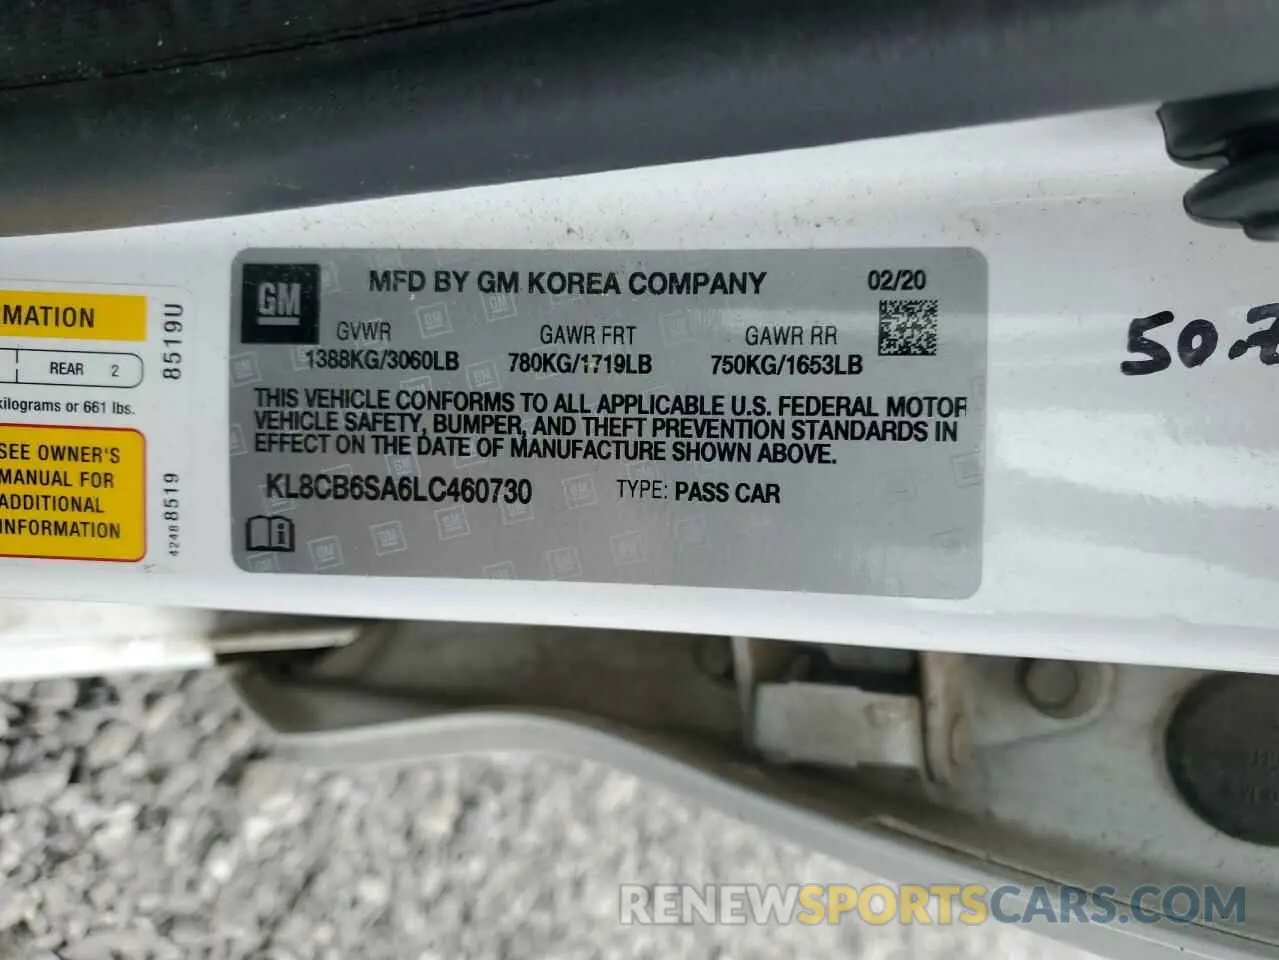 MATION
REAR 2
kilograms or 661 lbs.
SEE OWNER'S
MANUAL FOR
ADDITIONAL
INFORMATION
8519U
42488519
GM
MFD BY GM KOREA COMPANY 02/20
GVWR GAWR FRT GAWR RR
1388KG/3060LB 780KG/1719LB 750KG/1653LB
THIS VEHICLE CONFORMS TO ALL APPLICABLE U.S. FEDERAL MOTOR
VEHICLE SAFETY, BUMPER, AND THEFT PREVENTION STANDARDS IN
EFFECT ON THE DATE OF MANUFACTURE SHOWN ABOVE.
KL8CB6SA6LC460730 TYPE: PASS CAR
RENEWSPORTSCARS.COM